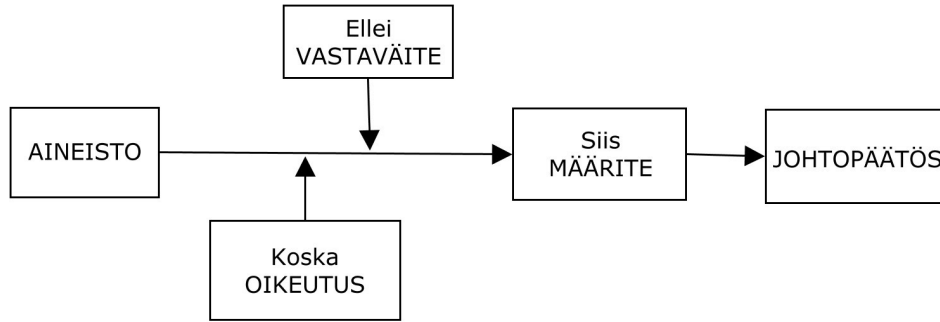 Ellei
VASTAVÄITE
AINEISTO
Siis
MÄÄRITE
JOHTOPÄÄTÖS
Koska
OIKEUTUS